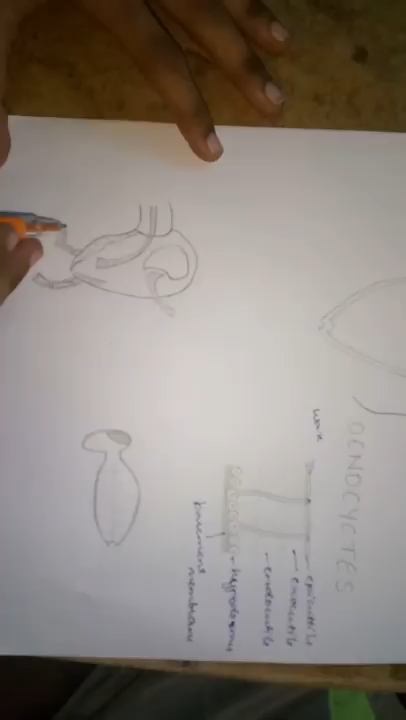 OENOCYCTES
wax
epicuticle
exocuticle
endocuticle
hypodermis
basement
membrane